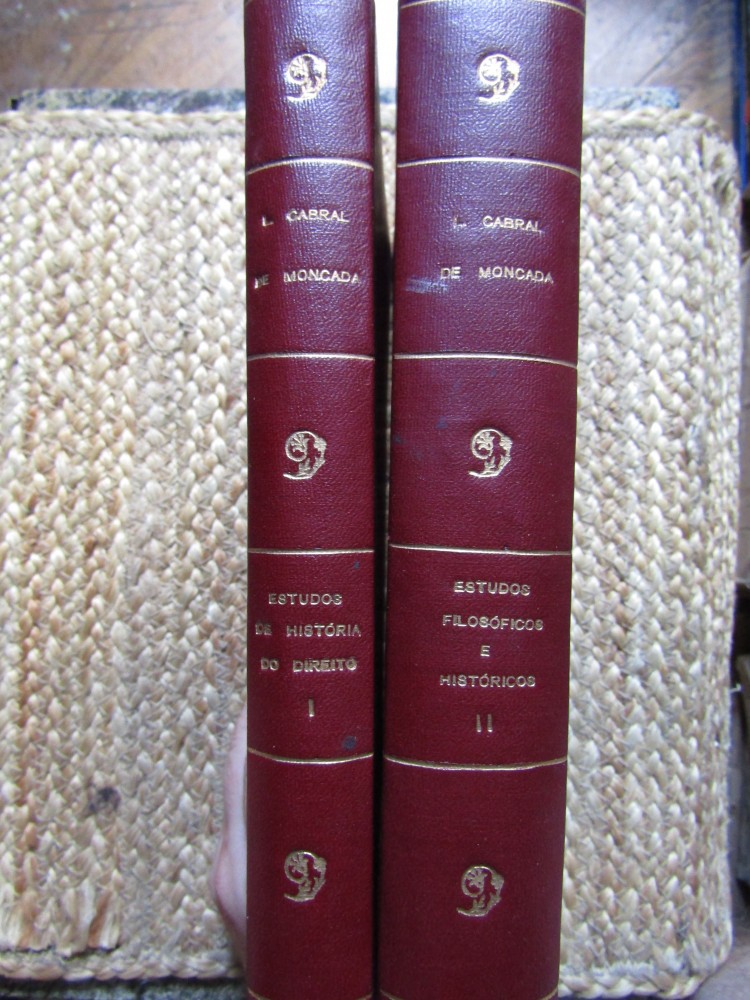 L. CABRAL
DE MONCADA
ESTUDOS
DE HISTÓRIA
DO DIREITO
I
L. CABRAL
DE MONCADA
ESTUDOS
FILOSÓFICOS
E
HISTÓRICOS
II